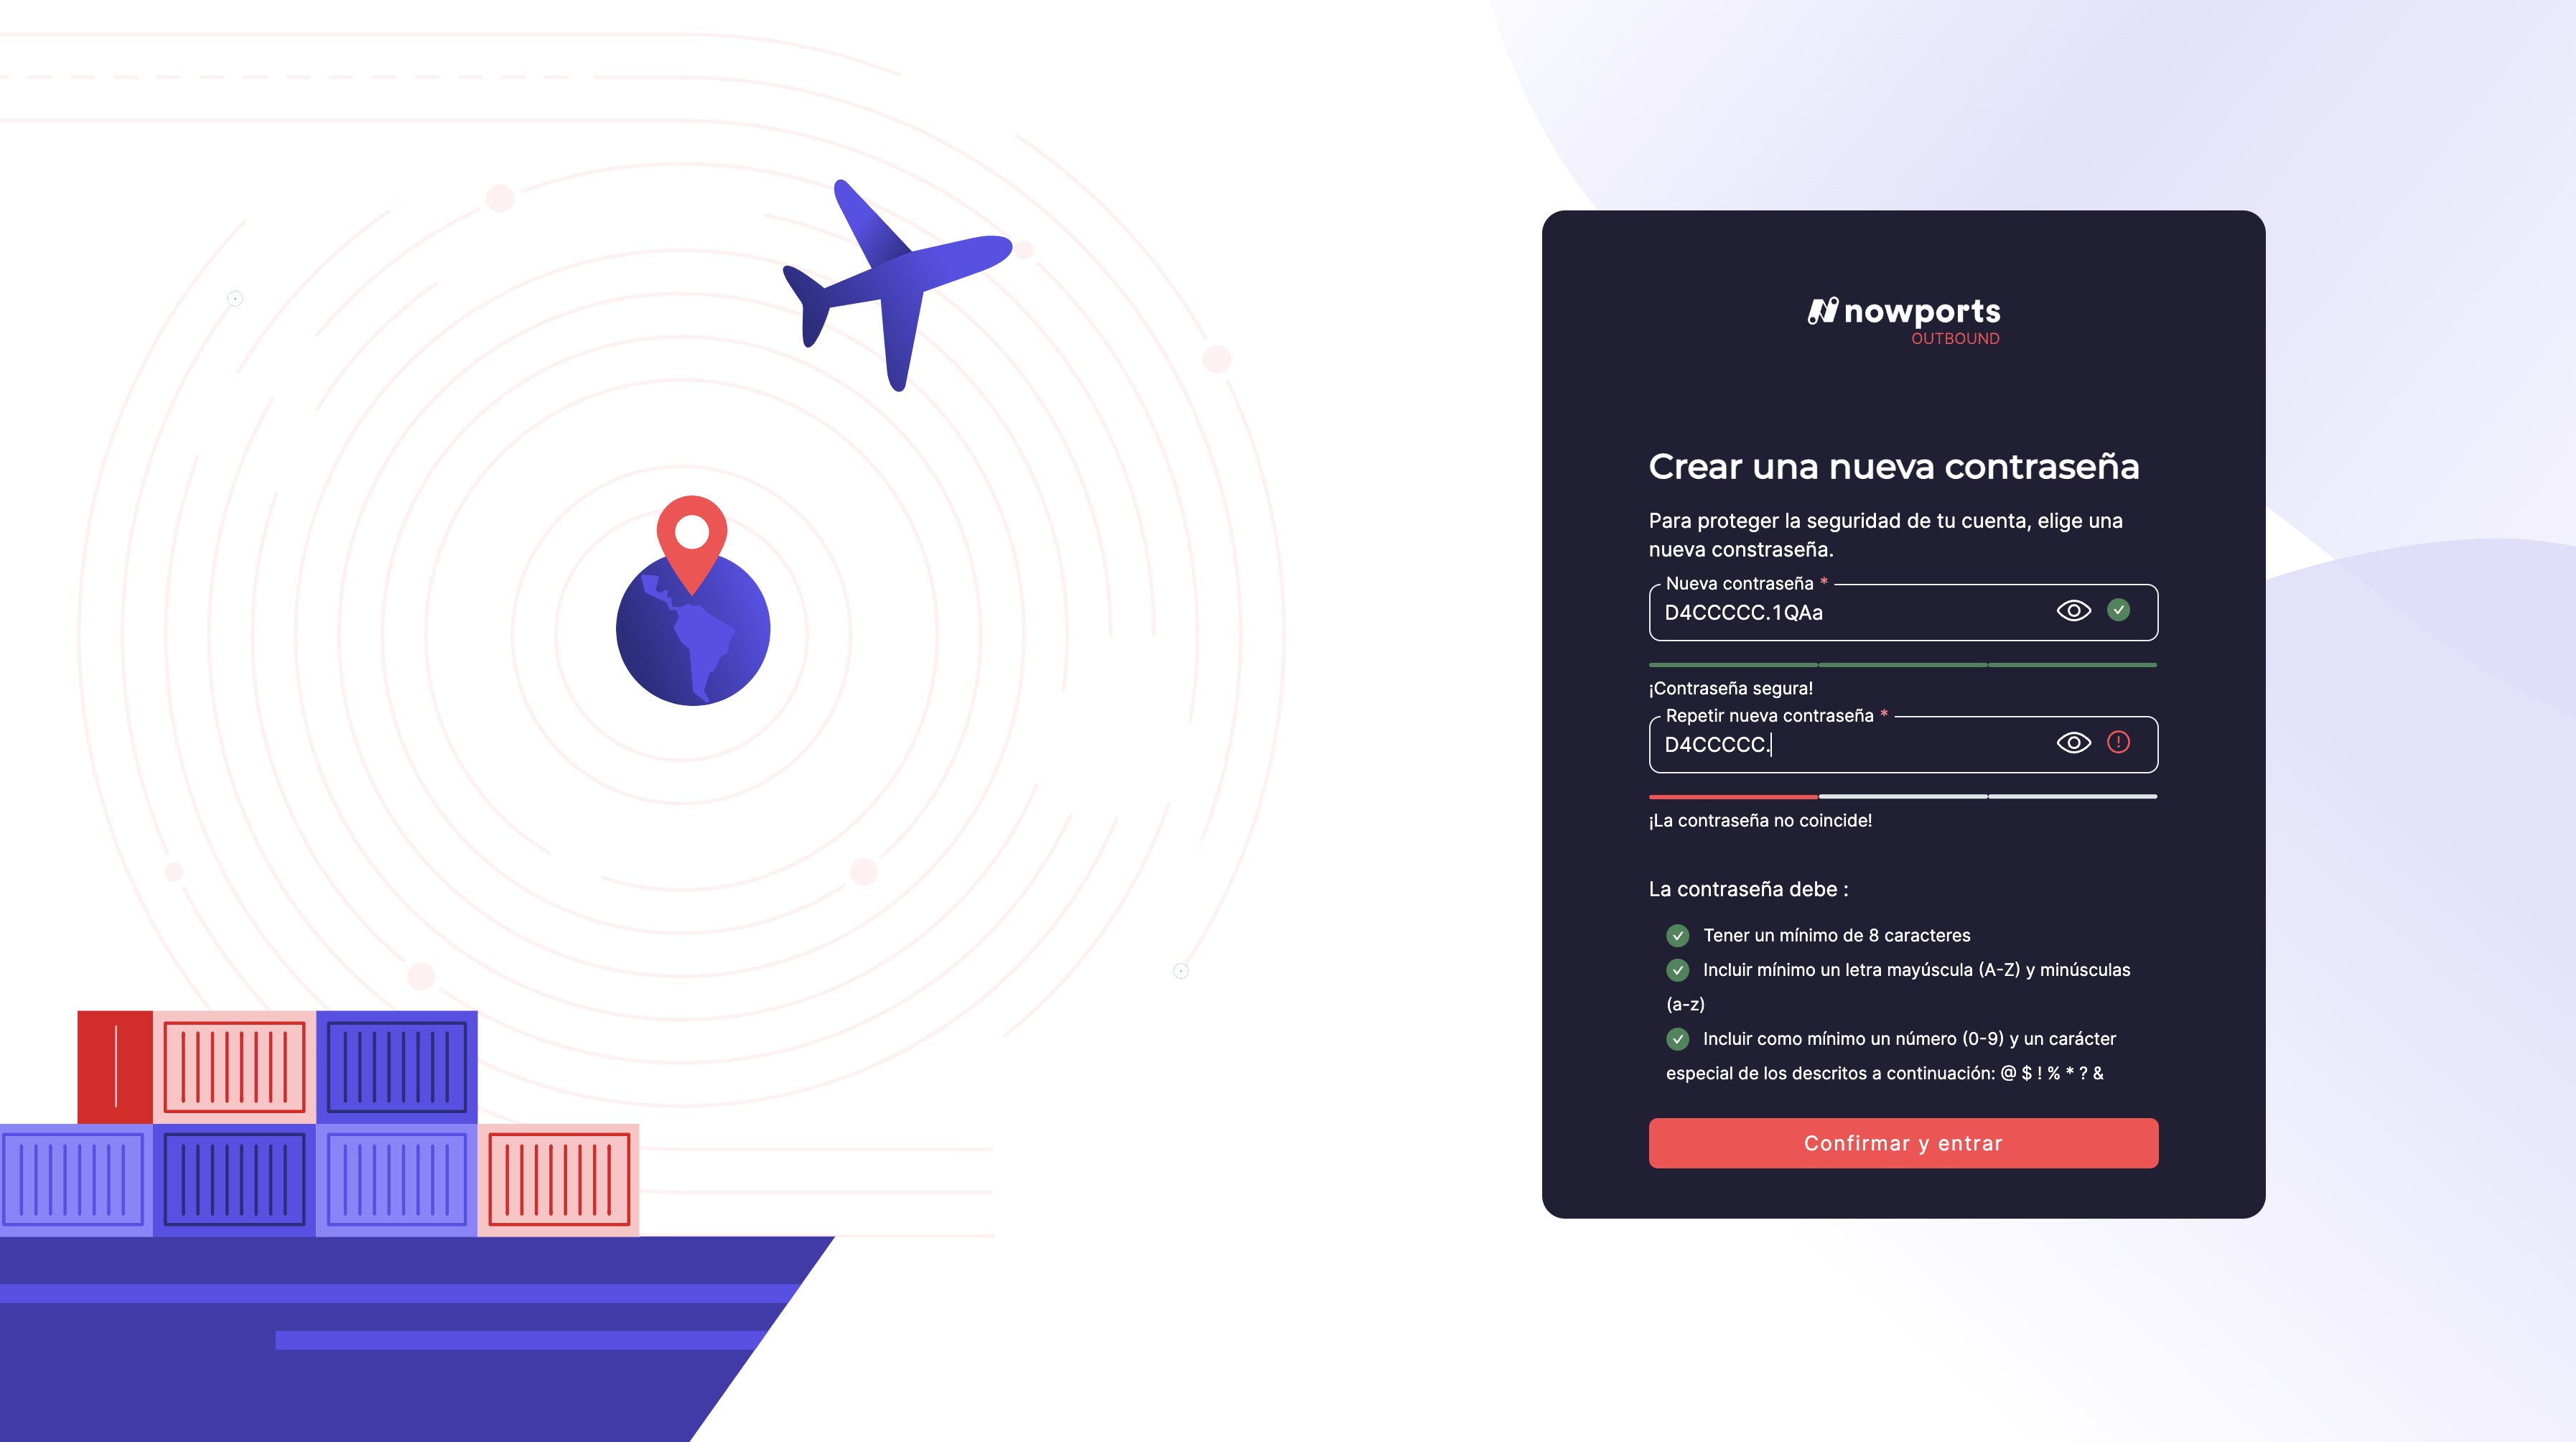 nowports
OUTBOUND
Crear una nueva contraseña
Para proteger la seguridad de tu cuenta, elige una
nueva constraseña.
Nueva contraseña *
D4CCCCC.1QAa
¡Contraseña segura!
Repetir nueva contraseña *
D4CCCCC.
¡La contraseña no coincide!
La contraseña debe :
Tener un mínimo de 8 caracteres
Incluir mínimo un letra mayúscula (A-Z) y minúsculas
(a-z)
Incluir como mínimo un número (0-9) y un carácter
especial de los descritos a continuación: @ $ ! % * ? &
Confirmar y entrar